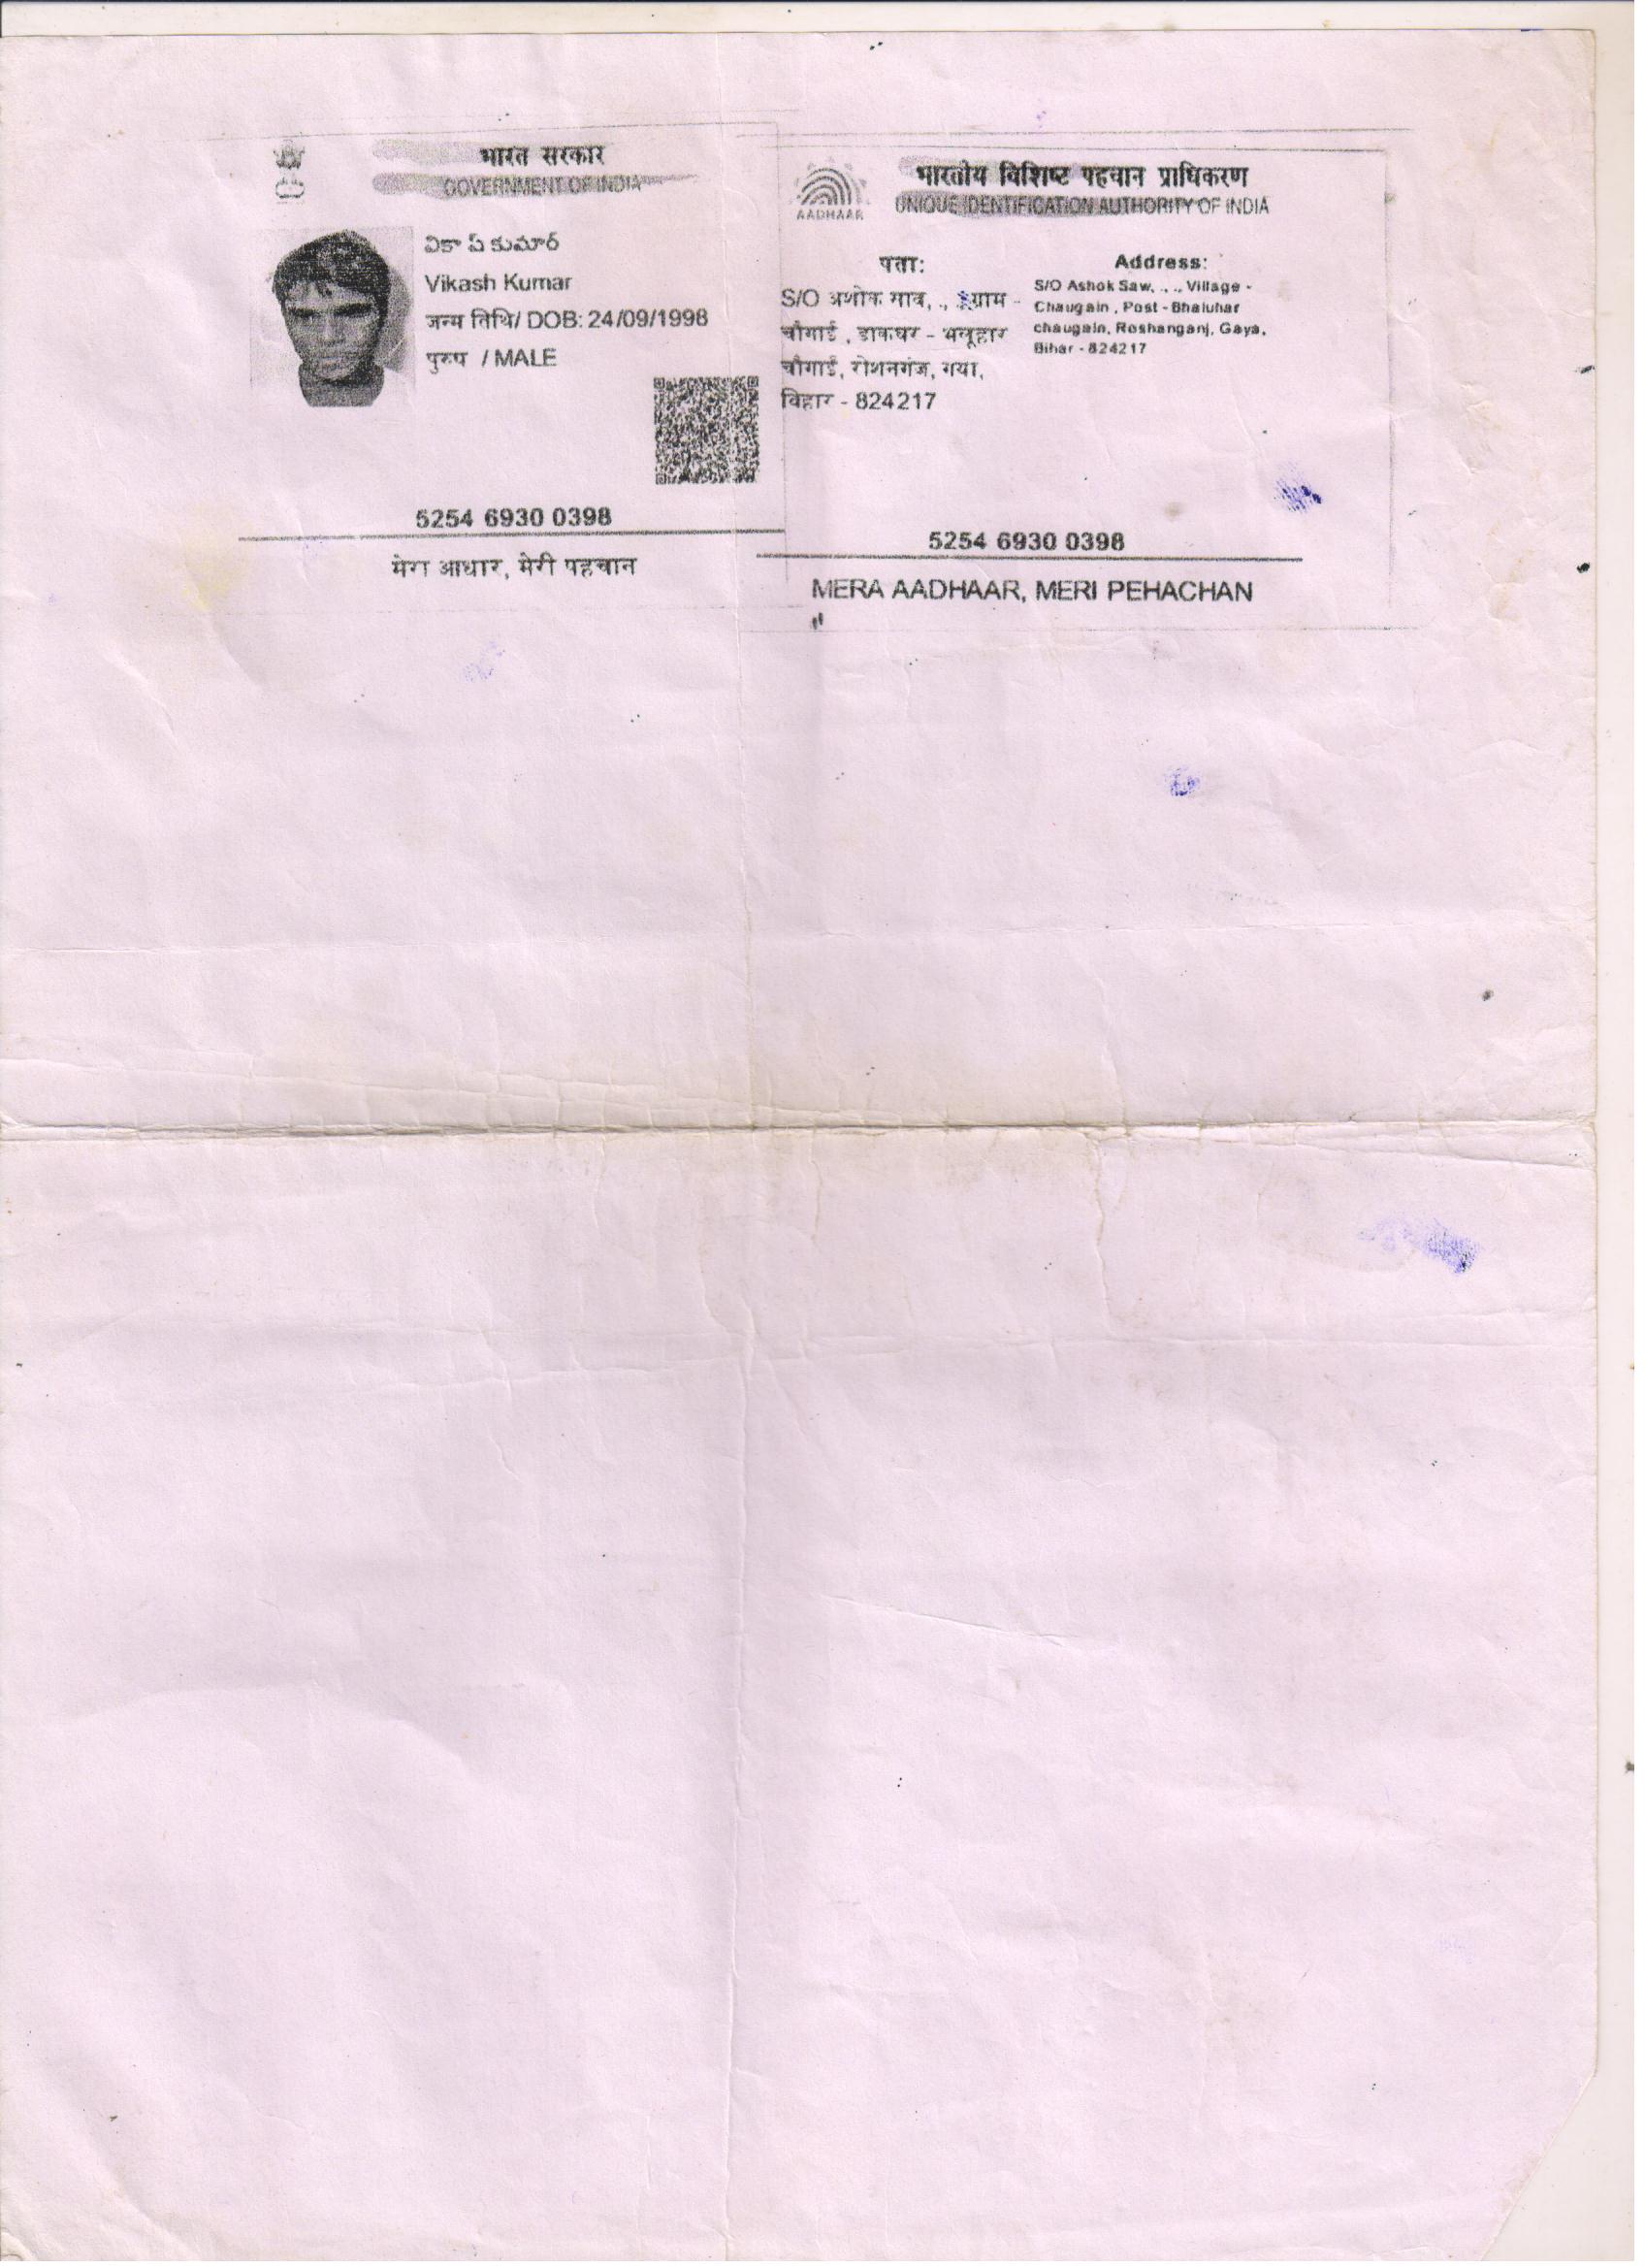 भारत सरकार
GOVERNMENT OF INDIA
వికాష్ కుమార్
Vikash Kumar
जन्म तिथि/ DOB: 24/09/1998
पुरुष / MALE
5254 6930 0398
मेरा आधार, मेरी पहचान
भारतीय विशिष्ट पहचान प्राधिकरण
AADHAAR
UNIQUE IDENTIFICATION AUTHORITY OF INDIA
पता:
S/O अशोक साव, ., ., ग्राम -
चौगाई , डाकघर - भलूहार
चौगाई, रोशनगंज, गया,
बिहार - 824217
Address:
S/O Ashok Saw, ., ., Village -
Chaugain , Post - Bhaluhar
chaugain, Roshanganj, Gaya,
Bihar - 824217
5254 6930 0398
MERA AADHAAR, MERI PEHACHAN